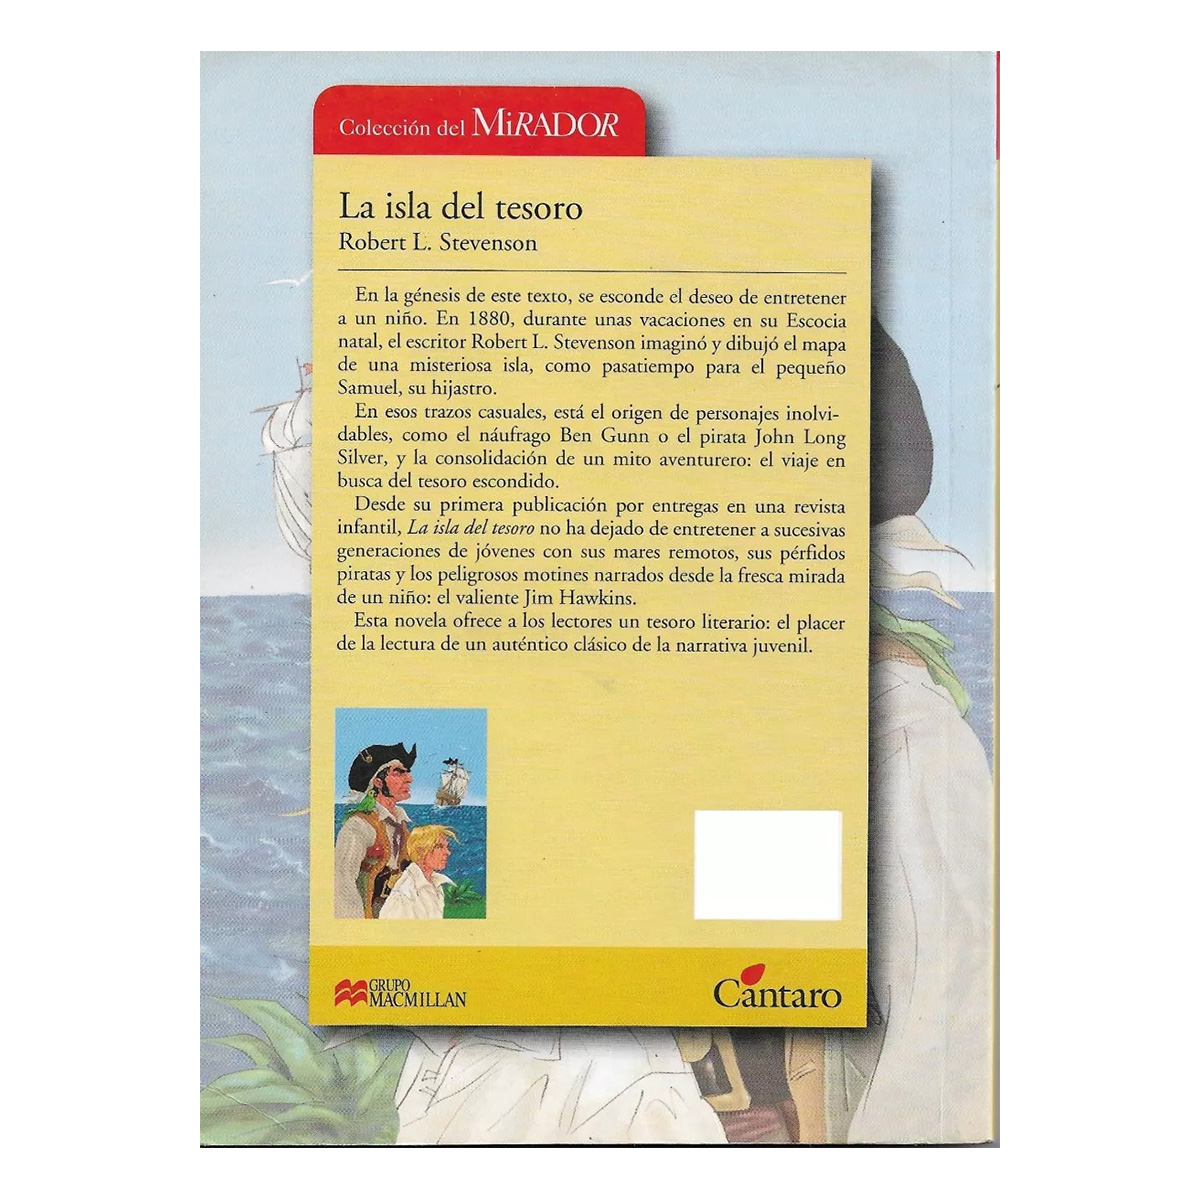 Colección del MiRADOR
La isla del tesoro
Robert L. Stevenson
En la génesis de este texto, se esconde el deseo de entretener
a un niño. En 1880, durante unas vacaciones en su Escocia
natal, el escritor Robert L. Stevenson imaginó y dibujó el mapa
de una misteriosa isla, como pasatiempo para el pequeño
Samuel, su hijastro.
En esos trazos casuales, está el origen de personajes inolvi-
dables, como el náufrago Ben Gunn o el pirata John Long
Silver, y la consolidación de un mito aventurero: el viaje en
busca del tesoro escondido.
Desde su primera publicación por entregas en una revista
infantil, La isla del tesoro no ha dejado de entretener a sucesivas
generaciones de jóvenes con sus mares remotos, sus pérfidos
piratas y los peligrosos motines narrados desde la fresca mirada
de un niño: el valiente Jim Hawkins.
Esta novela ofrece a los lectores un tesoro literario: el placer
de la lectura de un auténtico clásico de la narrativa juvenil.
GRUPO
MACMILLAN
Cántaro